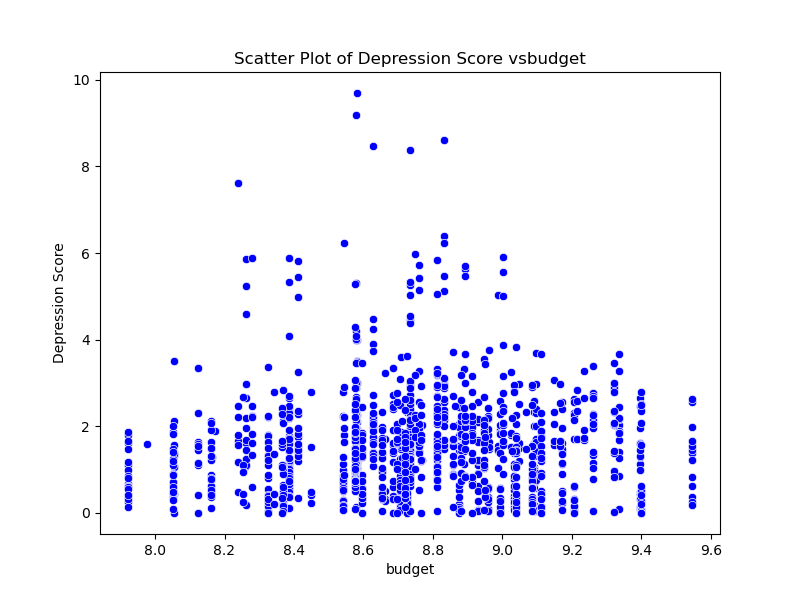 Scatter Plot of Depression Score vsbudget
10
8
6
4
2
0
Depression Score
8.0 8.2 8.4 8.6 8.8 9.0 9.2 9.4 9.6
budget